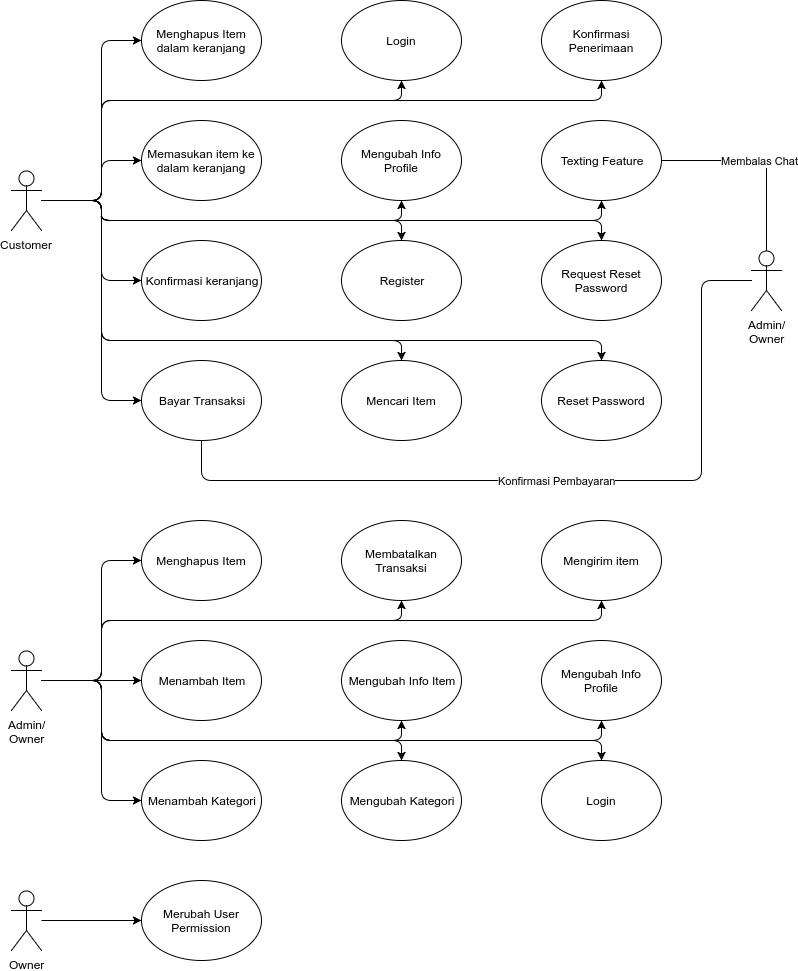 Menghapus Item
dalam keranjang
Login
Konfirmasi
Penerimaan
Memasukan item ke
dalam keranjang
Mengubah Info
Profile
Texting Feature
Membalas Chat
Customer
Konfirmasi keranjang
Register
Request Reset
Password
Admin/
Owner
Bayar Transaksi
Mencari Item
Reset Password
Konfirmasi Pembayaran
Menghapus Item
Membatalkan
Transaksi
Mengirim item
Admin/
Owner
Menambah Item
Mengubah Info Item
Mengubah Info
Profile
Menambah Kategori
Mengubah Kategori
Login
Owner
Merubah User
Permission